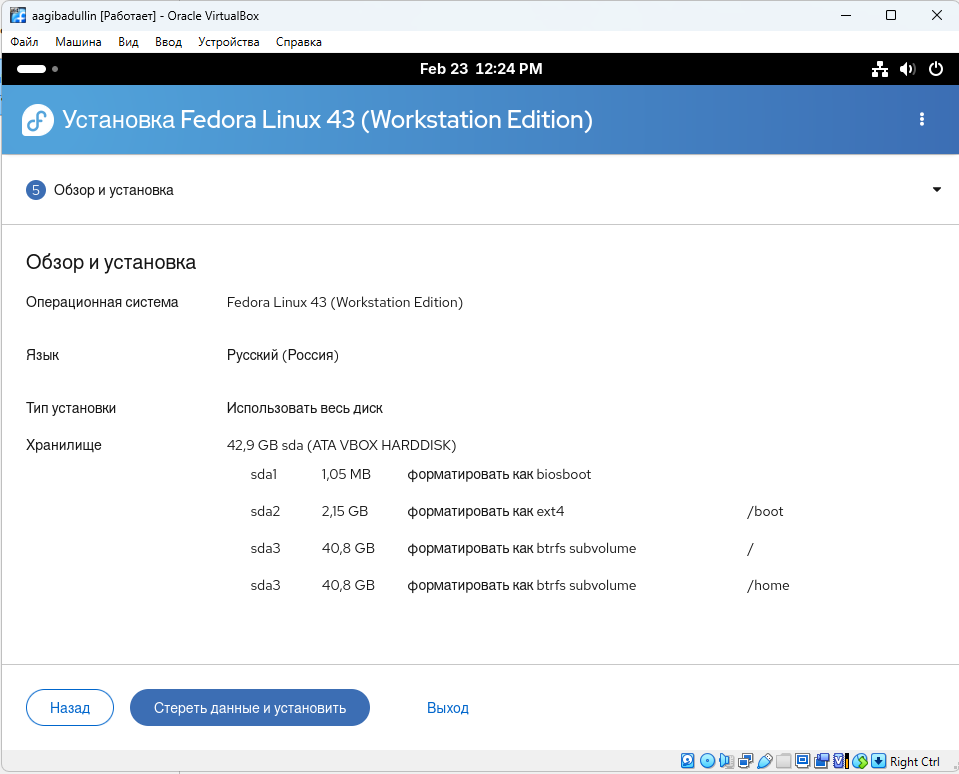 aagibadullin [Работает] - Oracle VirtualBox
Файл Машина Вид Ввод Устройства Справка
Feb 23 12:24 PM
Установка Fedora Linux 43 (Workstation Edition)
5 Обзор и установка
Обзор и установка
Операционная система Fedora Linux 43 (Workstation Edition)
Язык Русский (Россия)
Тип установки Использовать весь диск
Хранилище 42,9 GB sda (ATA VBOX HARDDISK)
sda1 1,05 MB форматировать как biosboot
sda2 2,15 GB форматировать как ext4 /boot
sda3 40,8 GB форматировать как btrfs subvolume /
sda3 40,8 GB форматировать как btrfs subvolume /home
Назад Стереть данные и установить Выход
Right Ctrl